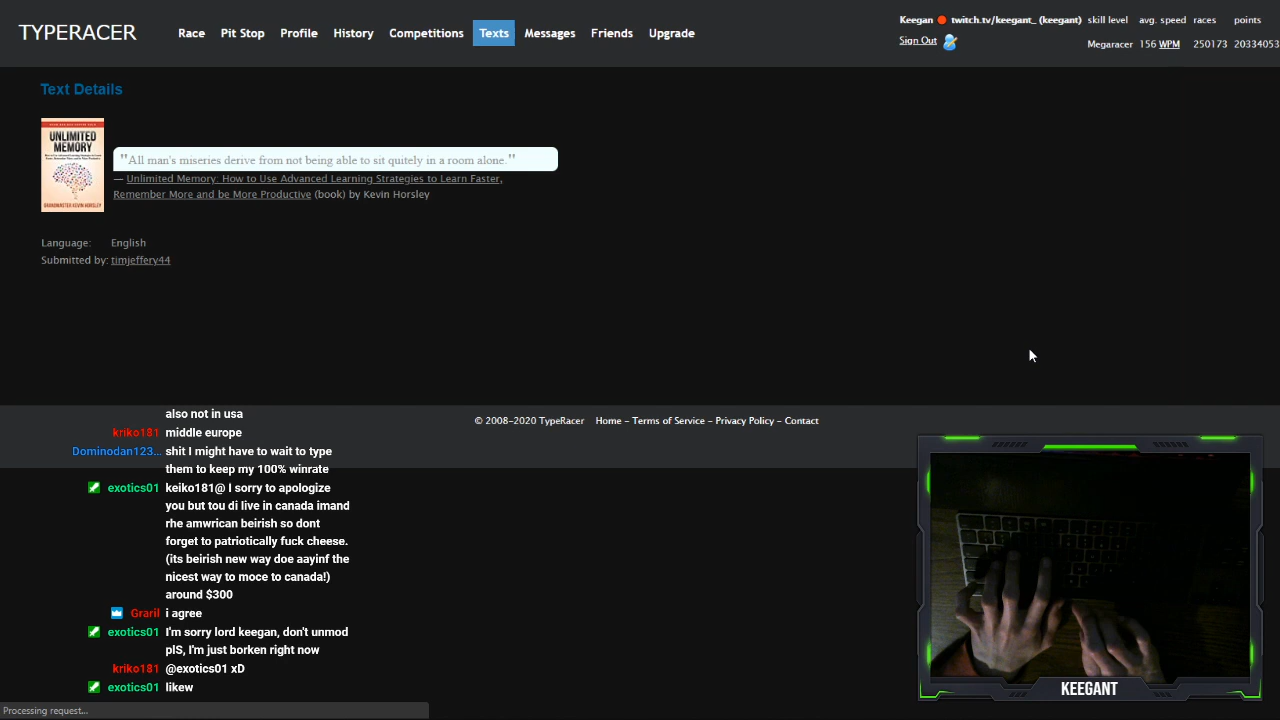 TYPERACER
Race Pit Stop Profile History Competitions Texts Messages Friends Upgrade
Keegan twitch.tv/keegant_ (keegant) skill level avg. speed races points
Sign Out Megaracer 156 WPM 250173 20334053
Text Details
UNLIMITED
MEMORY
GRANDMASTER KEVIN HORSLEY
"All man's miseries derive from not being able to sit quitely in a room alone."
— Unlimited Memory: How to Use Advanced Learning Strategies to Learn Faster,
Remember More and be More Productive (book) by Kevin Horsley
Language: English
Submitted by: timjeffery44
© 2008-2020 TypeRacer Home – Terms of Service – Privacy Policy – Contact
also not in usa
kriko181 middle europe
Dominodan123... shit I might have to wait to type
them to keep my 100% winrate
exotics01 keiko181@ I sorry to apologize
you but tou di live in canada imand
rhe amwrican beirish so dont
forget to patriotically fuck cheese.
(its beirish new way doe aayinf the
nicest way to moce to canada!)
around $300
Graril i agree
exotics01 I'm sorry lord keegan, don't unmod
plS, I'm just borken right now
kriko181 @exotics01 xD
exotics01 likew
KEEGANT
Processing request...